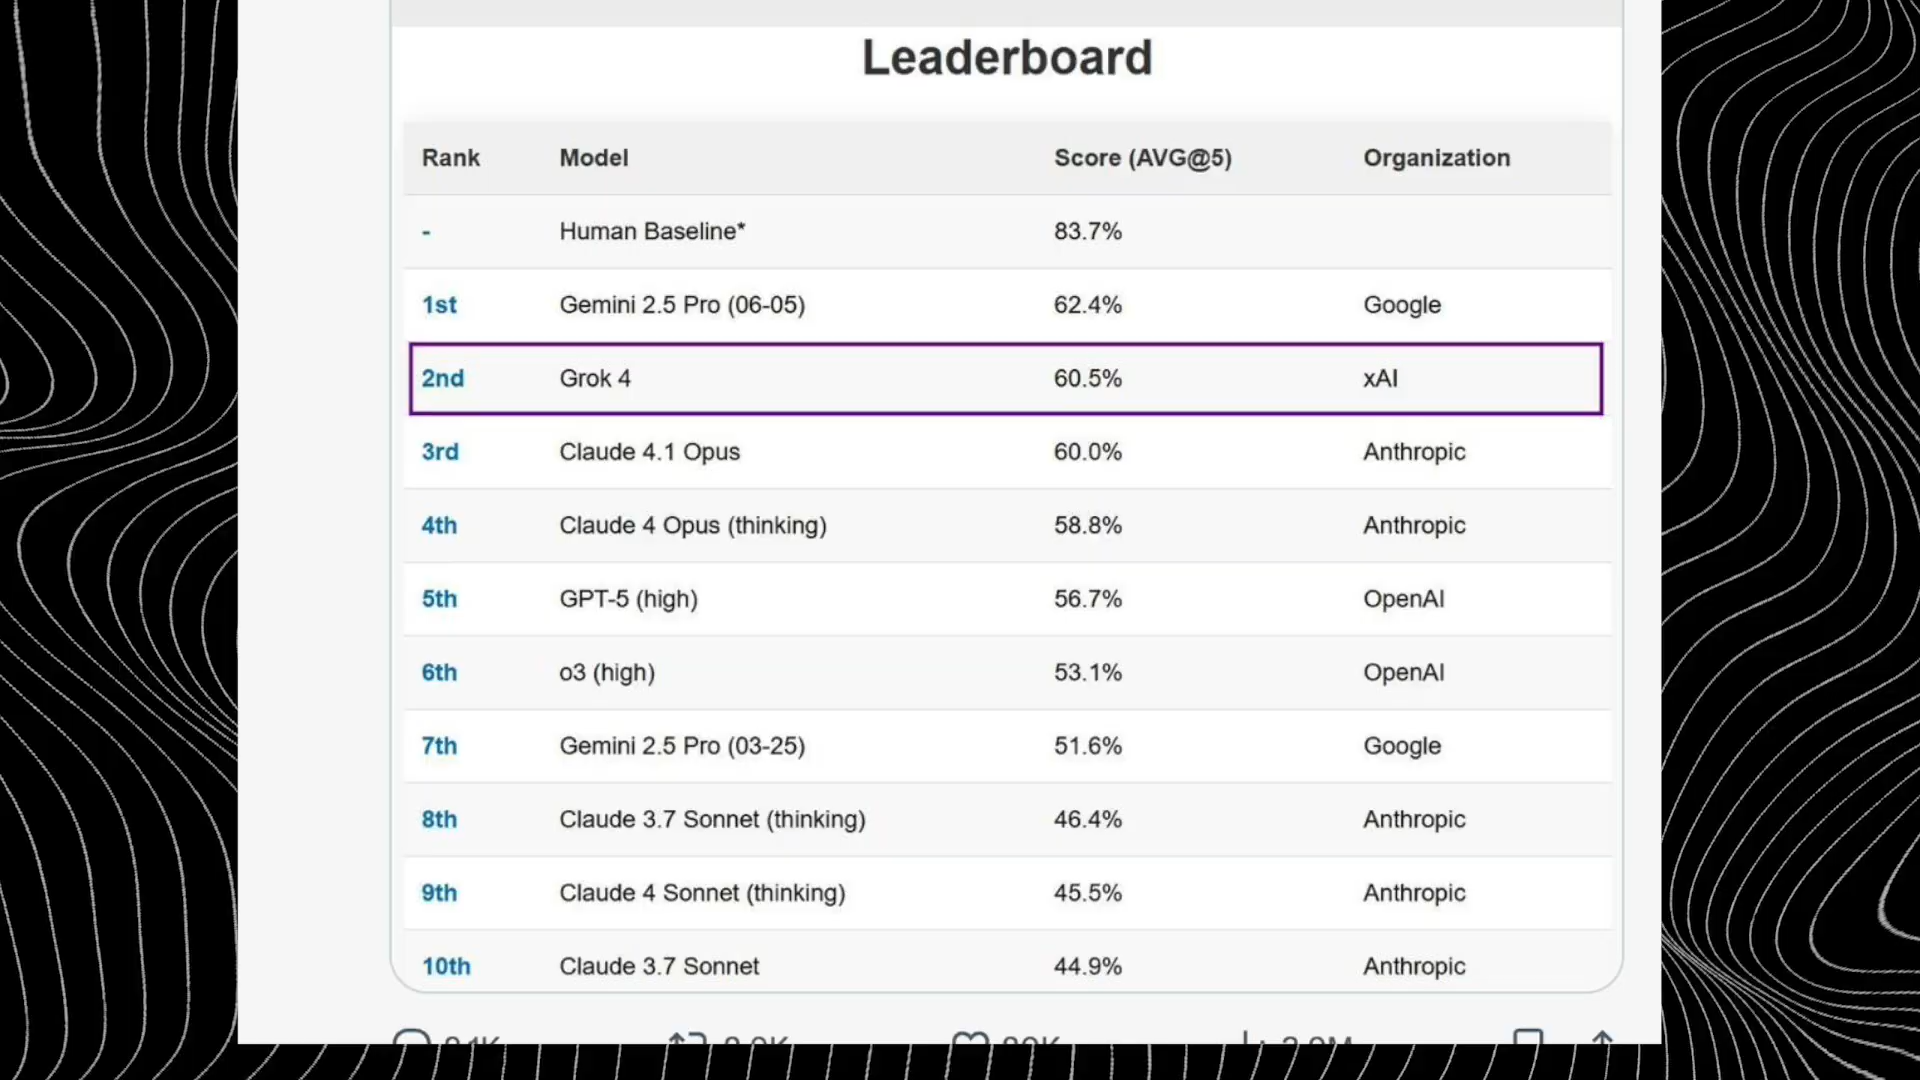 Leaderboard
Rank Model Score (AVG@5) Organization
- Human Baseline* 83.7%
1st Gemini 2.5 Pro (06-05) 62.4% Google
2nd Grok 4 60.5% xAI
3rd Claude 4.1 Opus 60.0% Anthropic
4th Claude 4 Opus (thinking) 58.8% Anthropic
5th GPT-5 (high) 56.7% OpenAI
6th o3 (high) 53.1% OpenAI
7th Gemini 2.5 Pro (03-25) 51.6% Google
8th Claude 3.7 Sonnet (thinking) 46.4% Anthropic
9th Claude 4 Sonnet (thinking) 45.5% Anthropic
10th Claude 3.7 Sonnet 44.9% Anthropic